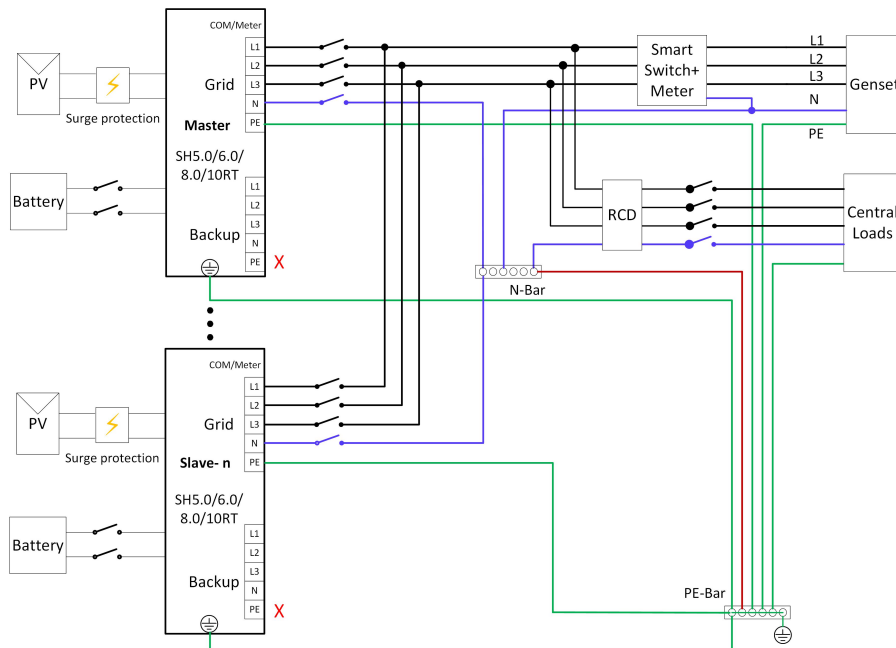 COM/Meter
L1
L2
L3
N
PE
Grid
Master
SH5.0/6.0/
8.0/10RT
L1
L2
L3
N
PE
Backup
X
PV
Surge protection
Battery
Smart
Switch+
Meter
L1
L2
L3
N
PE
Genset
RCD
Central
Loads
N-Bar
COM/Meter
L1
L2
L3
N
PE
Grid
Slave- n
SH5.0/6.0/
8.0/10RT
L1
L2
L3
N
PE
Backup
X
PV
Surge protection
Battery
PE-Bar